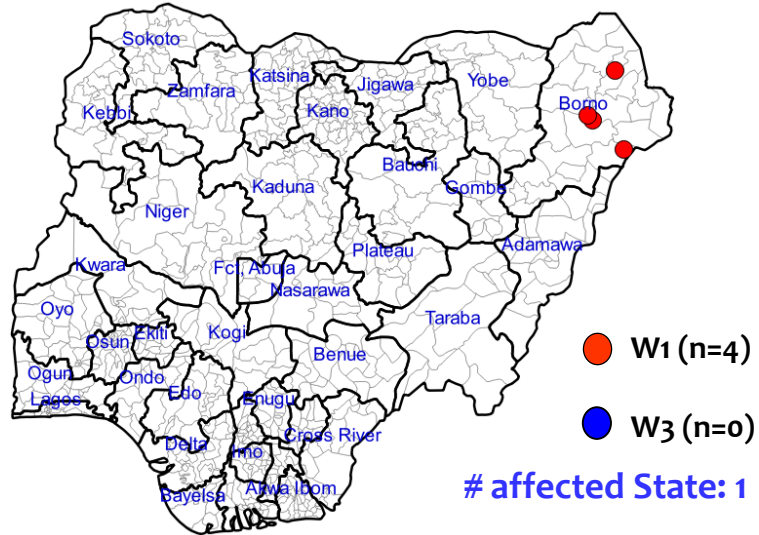 Sokoto
Katsina
Jigawa
Yobe
Zamfara
Kebbi
Kano
Borno
Bauchi
Kaduna
Gombe
Niger
Adamawa
Plateau
Kwara
Fct, Abuja
Nasarawa
Oyo
Taraba
Kogi
Osun
Ekiti
Benue
W1 (n=4)
Ogun
Ondo
Edo
Enugu
Lagos
W3 (n=0)
Cross River
Delta
Imo
Bayelsa
Akwa Ibom
# affected State: 1